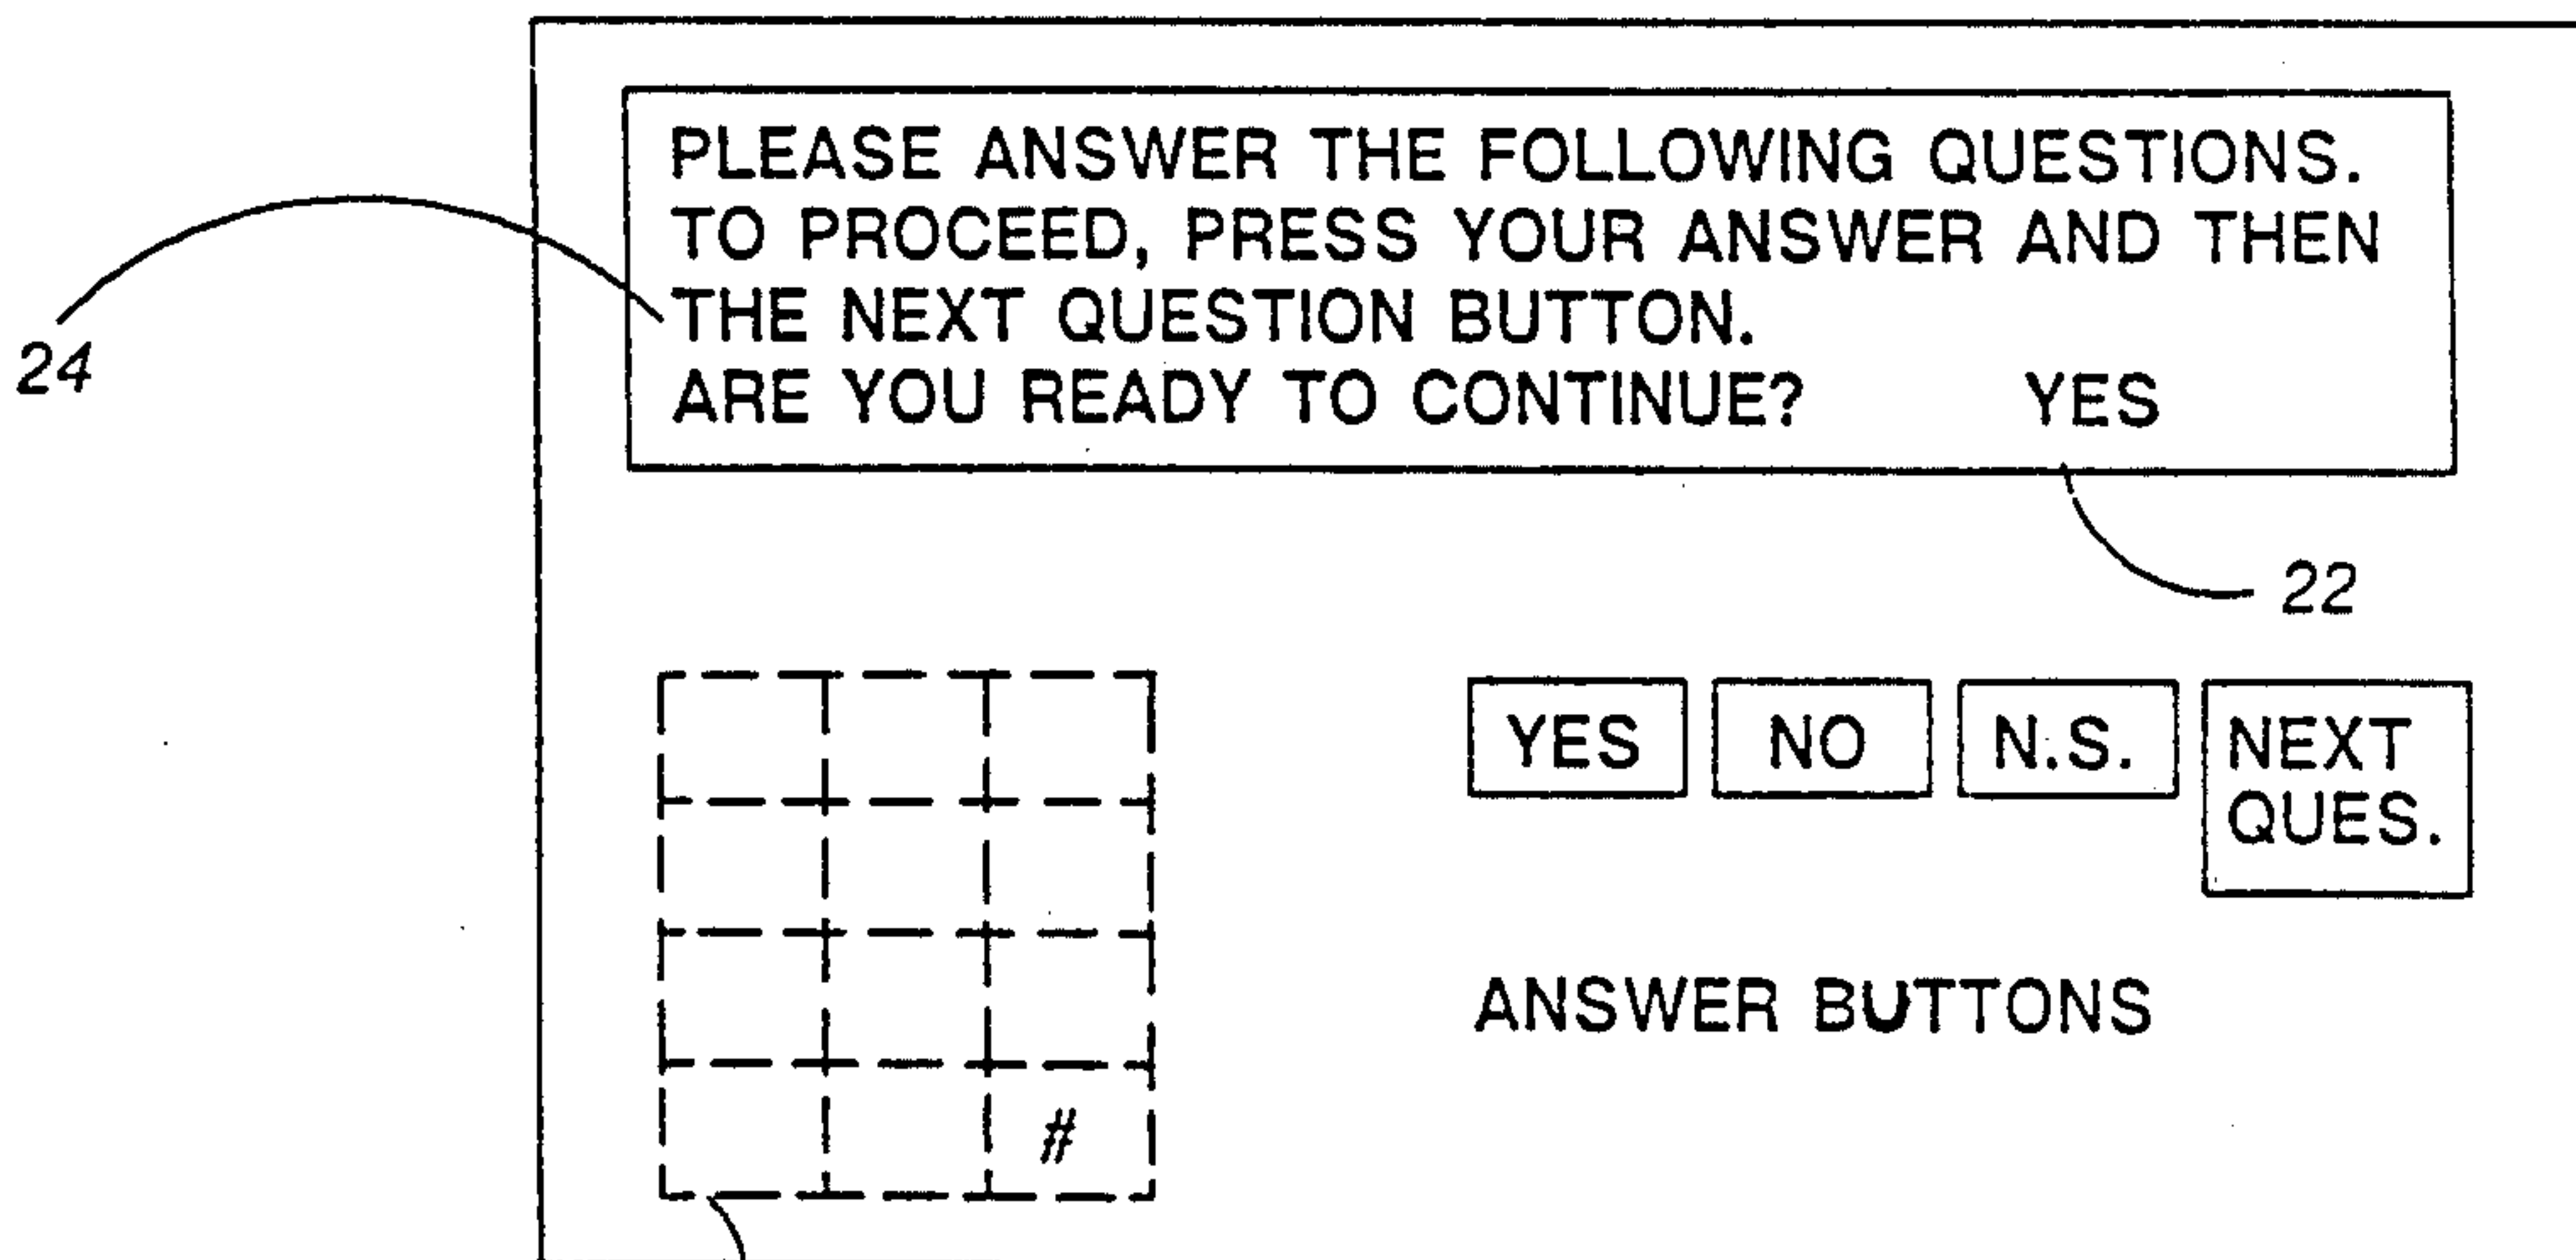 PLEASE ANSWER THE FOLLOWING QUESTIONS.
TO PROCEED, PRESS YOUR ANSWER AND THEN
THE NEXT QUESTION BUTTON.
ARE YOU READY TO CONTINUE? YES
24
22
YES NO N.S. NEXT
QUES.
ANSWER BUTTONS
#